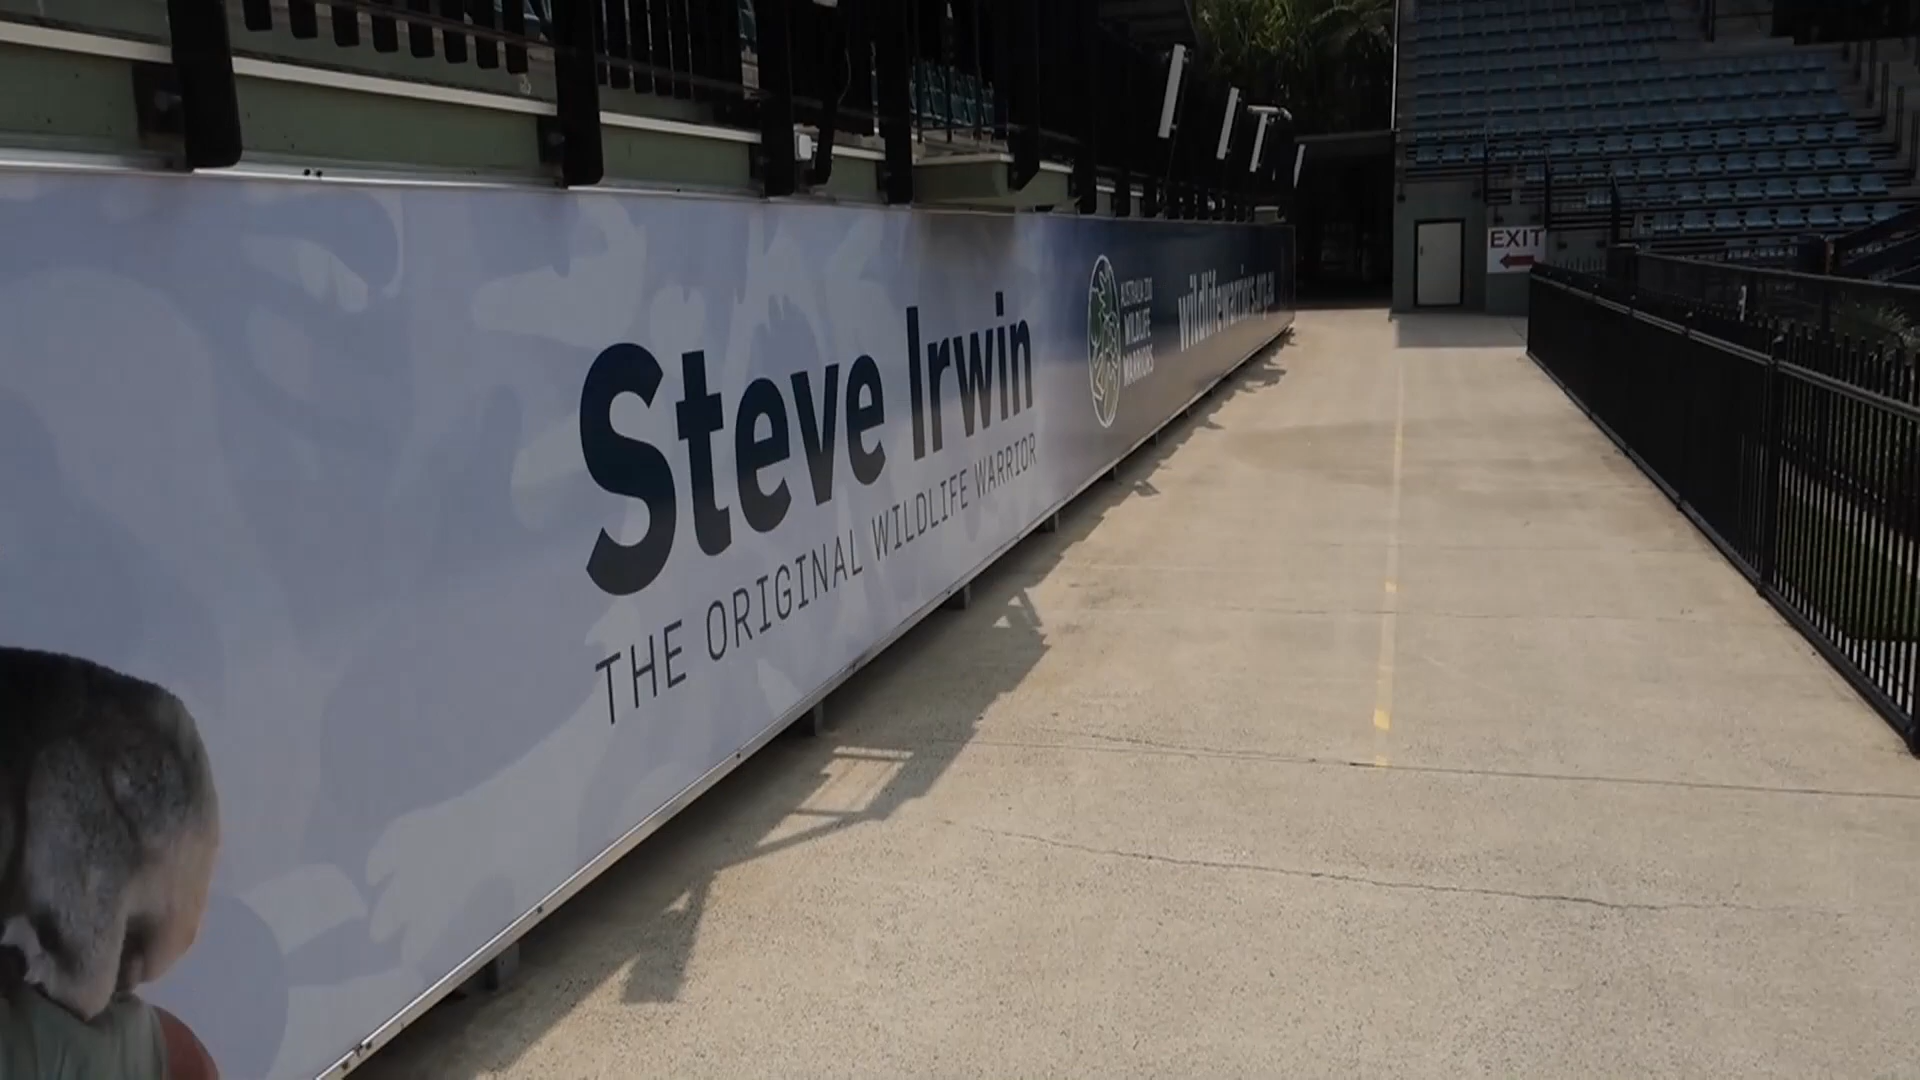 Steve Irwin
THE ORIGINAL WILDLIFE WARRIOR
AUSTRALIA ZOO
WILDLIFE
WARRIORS
wildlifewarriors.org.au
EXIT